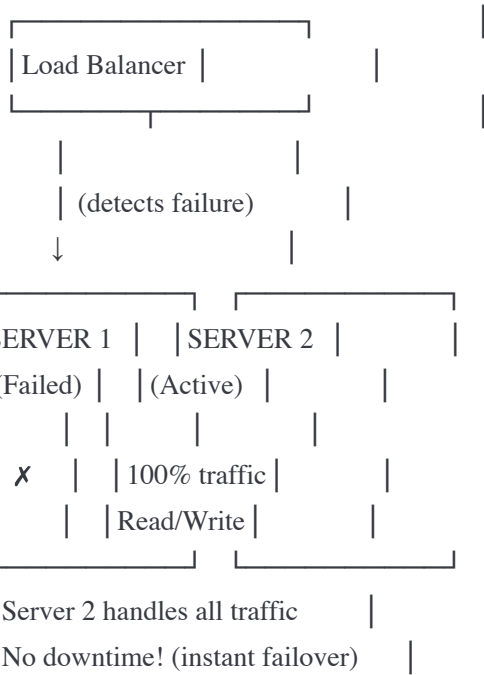 Load Balancer
(detects failure)
↓
ERVER 1 SERVER 2
(Failed) (Active)
✗ 100% traffic
Read/Write
Server 2 handles all traffic
No downtime! (instant failover)